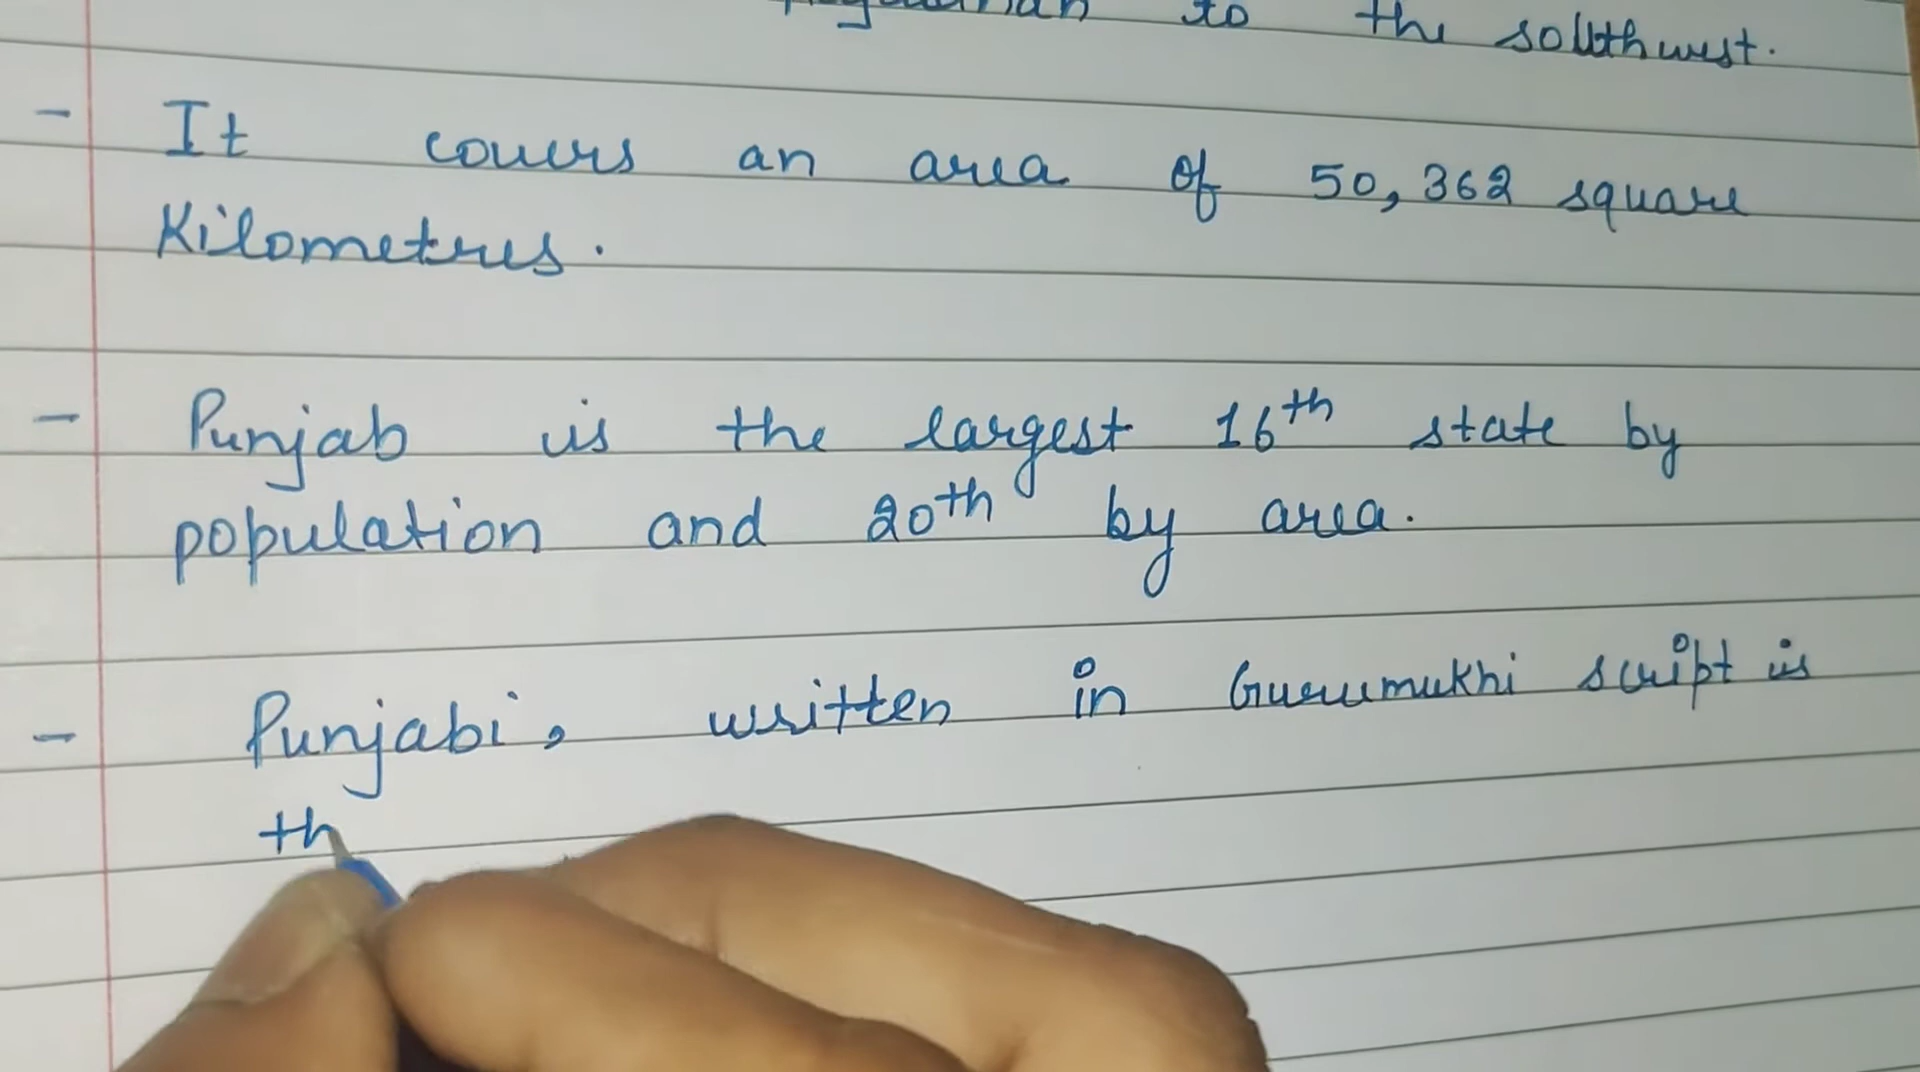 to the southwest.
- It covers an area of 50,362 square
Kilometres.
- Punjab is the largest 16th state by
population and 20th by area.
- Punjabi, written in Gurumukhi script is
th